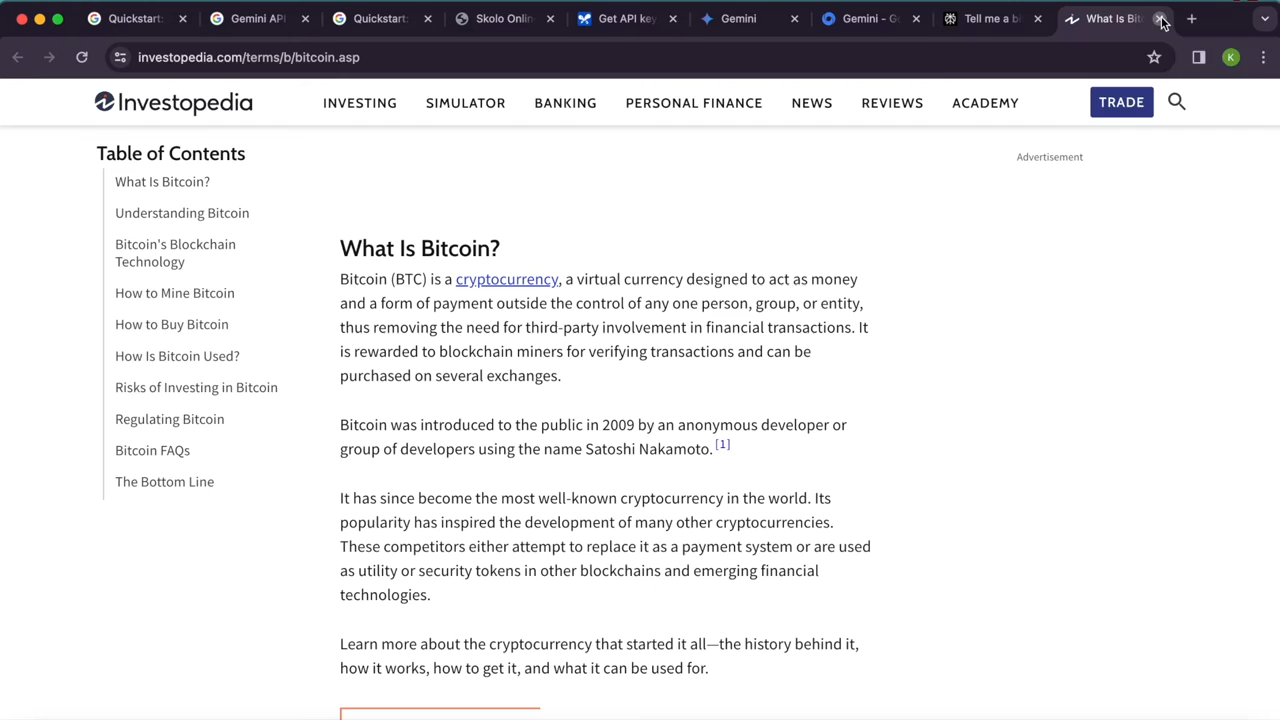 Quickstart:
Gemini API
Quickstart:
Skolo Onlin
Get API key
Gemini
Gemini - Go
Tell me a bi
What Is Bit
investopedia.com/terms/b/bitcoin.asp
K
Investopedia
INVESTING
SIMULATOR
BANKING
PERSONAL FINANCE
NEWS
REVIEWS
ACADEMY
TRADE
Table of Contents
What Is Bitcoin?
Understanding Bitcoin
Bitcoin's Blockchain
Technology
How to Mine Bitcoin
How to Buy Bitcoin
How Is Bitcoin Used?
Risks of Investing in Bitcoin
Regulating Bitcoin
Bitcoin FAQs
The Bottom Line
Advertisement
What Is Bitcoin?
Bitcoin (BTC) is a cryptocurrency, a virtual currency designed to act as money
and a form of payment outside the control of any one person, group, or entity,
thus removing the need for third-party involvement in financial transactions. It
is rewarded to blockchain miners for verifying transactions and can be
purchased on several exchanges.
Bitcoin was introduced to the public in 2009 by an anonymous developer or
group of developers using the name Satoshi Nakamoto.[1]
It has since become the most well-known cryptocurrency in the world. Its
popularity has inspired the development of many other cryptocurrencies.
These competitors either attempt to replace it as a payment system or are used
as utility or security tokens in other blockchains and emerging financial
technologies.
Learn more about the cryptocurrency that started it all—the history behind it,
how it works, how to get it, and what it can be used for.